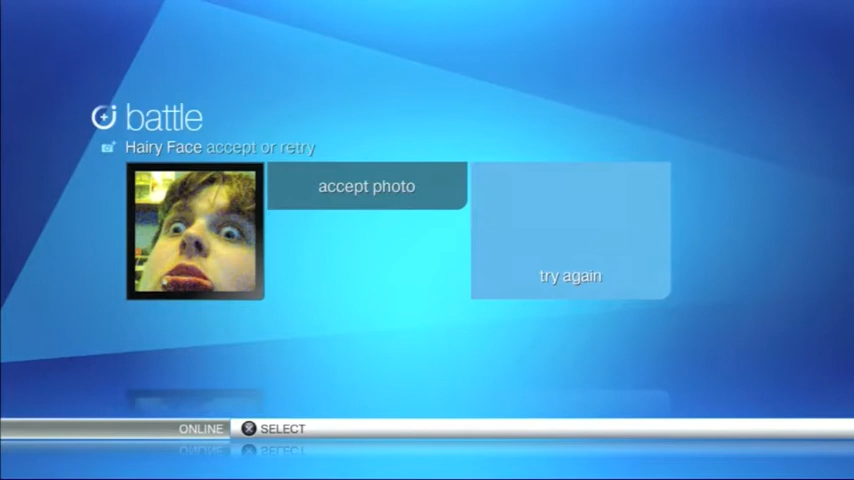 battle
Hairy Face accept or retry
accept photo
try again
ONLINE
SELECT